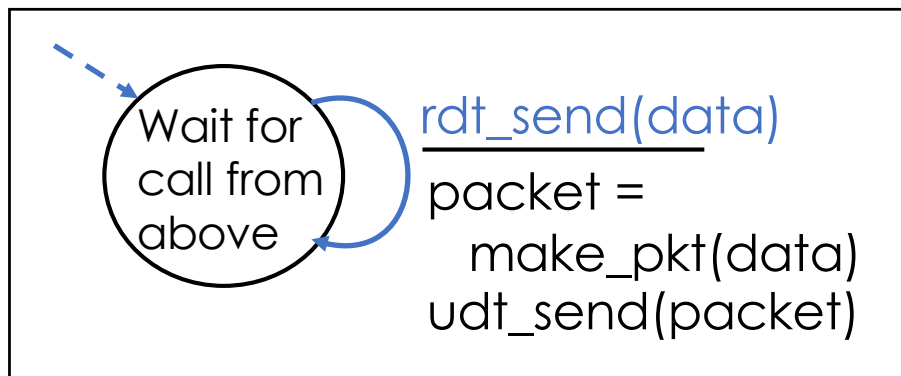 Wait for
call from
above
rdt_send(data)
packet =
make_pkt(data)
udt_send(packet)